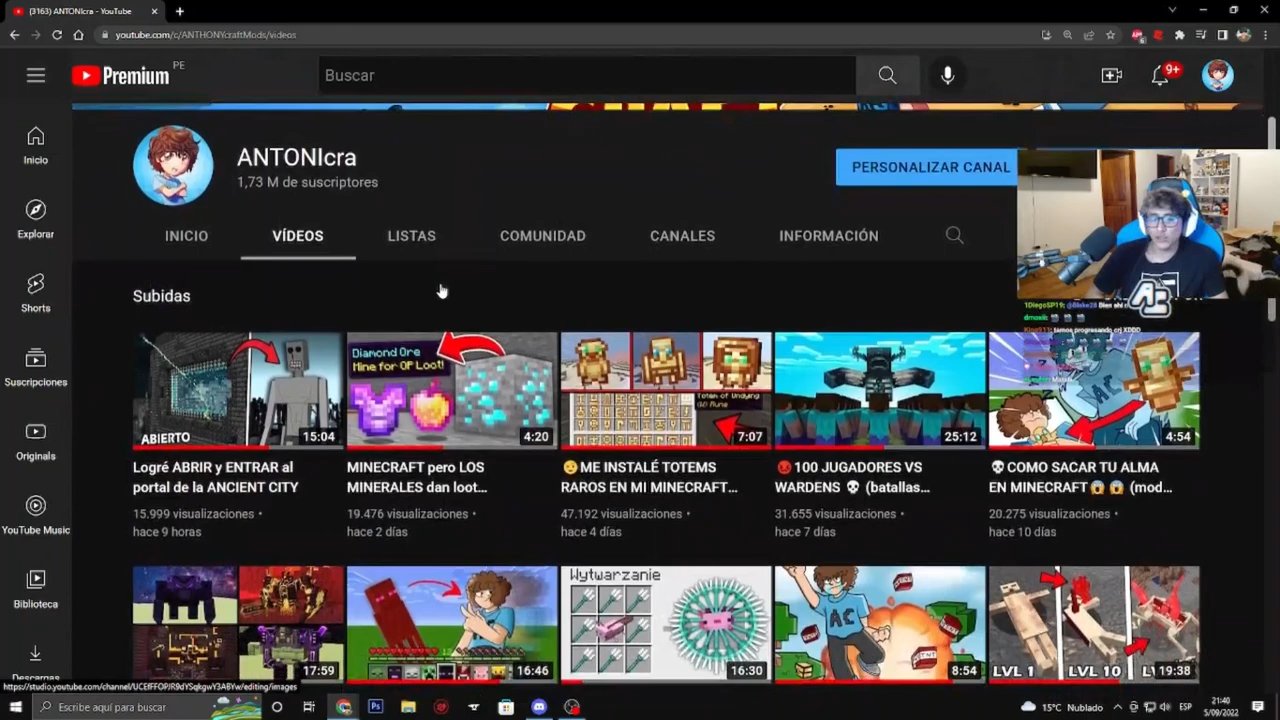 (3163) ANTONIcra - YouTube
youtube.com/c/ANTHONYcraftMods/videos
Premium PE
Buscar
9+
Inicio
Explorar
Shorts
Suscripciones
Originals
YouTube Music
Biblioteca
Descargas
ANTONIcra
1,73 M de suscriptores
PERSONALIZAR CANAL
INICIO
VÍDEOS
LISTAS
COMUNIDAD
CANALES
INFORMACIÓN
Subidas
ABIERTO
15:04
Diamond Ore
Mine for OP Loot!
4:20
Totem of Undying
7:07
25:12
AC
4:54
Logré ABRIR y ENTRAR al
portal de la ANCIENT CITY
15.999 visualizaciones •
hace 9 horas
MINECRAFT pero LOS
MINERALES dan loot...
19.476 visualizaciones •
hace 2 días
😵ME INSTALÉ TOTEMS
RAROS EN MI MINECRAFT...
47.192 visualizaciones •
hace 4 días
😡100 JUGADORES VS
WARDENS 💀 (batallas...
31.655 visualizaciones •
hace 7 días
💀COMO SACAR TU ALMA
EN MINECRAFT😱😱 (mod...
20.275 visualizaciones •
hace 10 días
17:59
16:46
Wytwarzanie
16:30
AC
TNT
8:54
LVL 1
LVL 10
19:38
https://studio.youtube.com/channel/UCEfFFOPJR9dYSqkgwY3ABYw/editing/images
Escribe aquí para buscar
15°C Nublado
ESP
21:40
5/09/2022